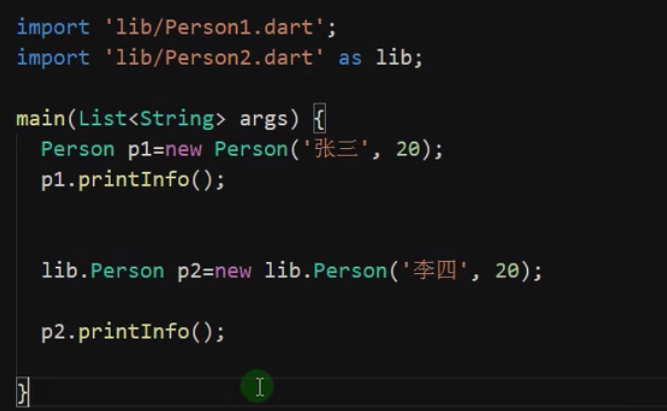 import 'lib/Person1.dart';
import 'lib/Person2.dart' as lib;
main(List<String> args) {
Person p1=new Person('张三', 20);
p1.printInfo();
lib.Person p2=new lib.Person('李四', 20);
p2.printInfo();
}